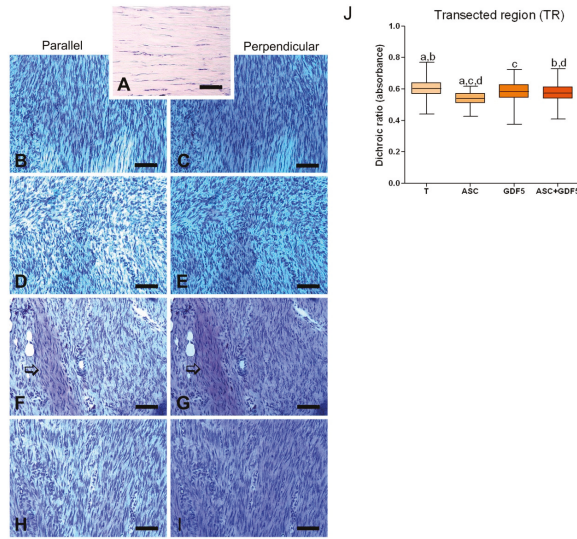 Parallel
Perpendicular
A
B
C
D
E
F
G
H
I
J
Transected region (TR)
Dichroic ratio (absorbance)
1.0
0.8
0.6
0.4
0.2
0.0
a,b
a,c,d
c
b,d
T
ASC
GDF5
ASC+GDF5